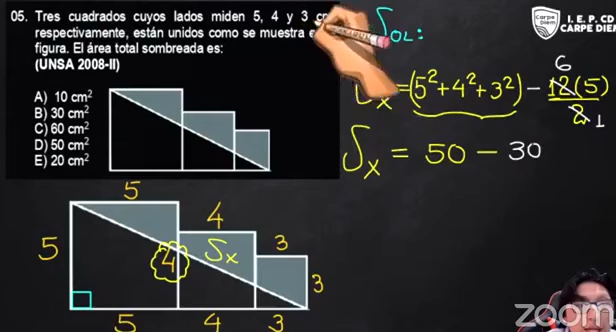 05. Tres cuadrados cuyos lados miden 5, 4 y 3
respectivamente, están unidos como se muestra
figura. El área total sombreada es:
(UNSA 2008-II)
A) 10 cm²
B) 30 cm²
C) 60 cm²
D) 50 cm²
E) 20 cm²
SOL:
Carpe Diem
I. E. P. CD
CARPE DIEM
Sx = (5² + 4² + 3²) - 12(5)/2
6
1
Sx = 50 - 30
5
4
3
5
4
Sx
3
5
4
3
zoom